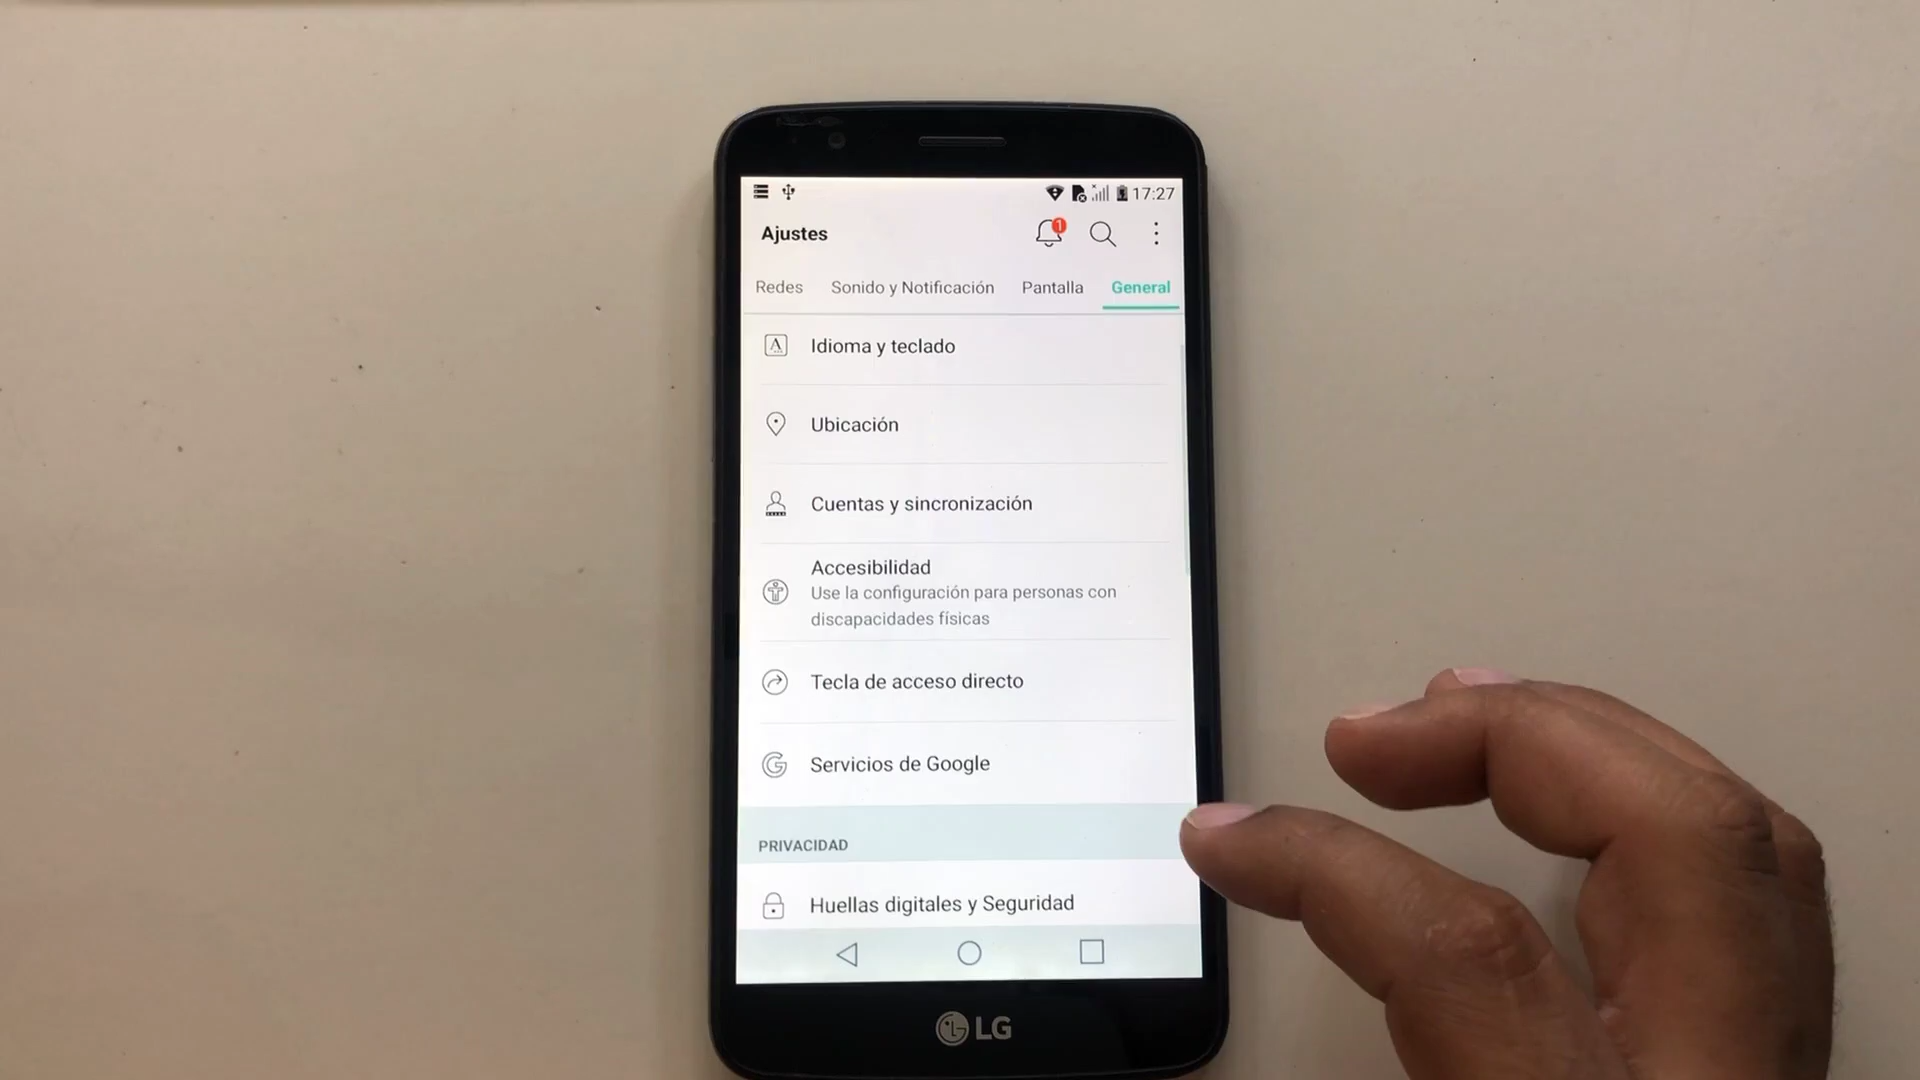 17:27
Ajustes
1
Redes Sonido y Notificación Pantalla General
Idioma y teclado
Ubicación
Cuentas y sincronización
Accesibilidad
Use la configuración para personas con
discapacidades físicas
Tecla de acceso directo
Servicios de Google
PRIVACIDAD
Huellas digitales y Seguridad
LG